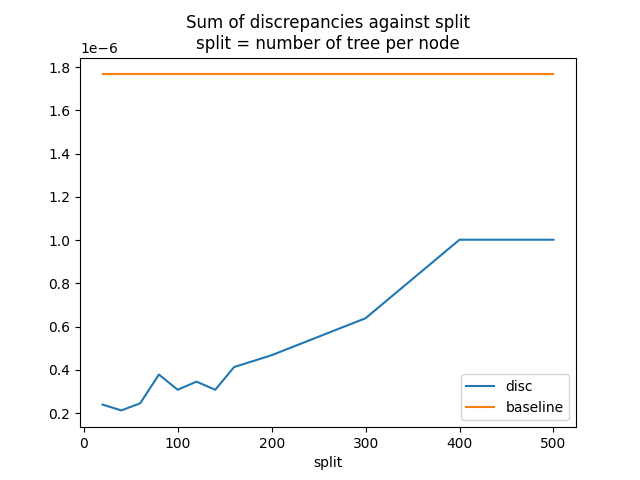 Sum of discrepancies against split
split = number of tree per node
1e−6
1.8
1.6
1.4
1.2
1.0
0.8
0.6
0.4
0.2
0
100
200
300
400
500
split
disc
baseline